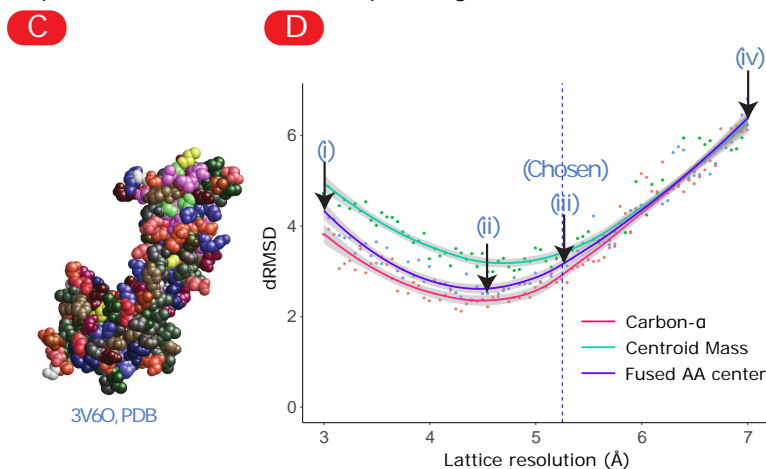 C
D
3V6O, PDB
dRMSD
6
4
2
0
(i)
(ii)
(Chosen)
(iii)
(iv)
Carbon-α
Centroid Mass
Fused AA center
3
4
5
6
7
Lattice resolution (Å)